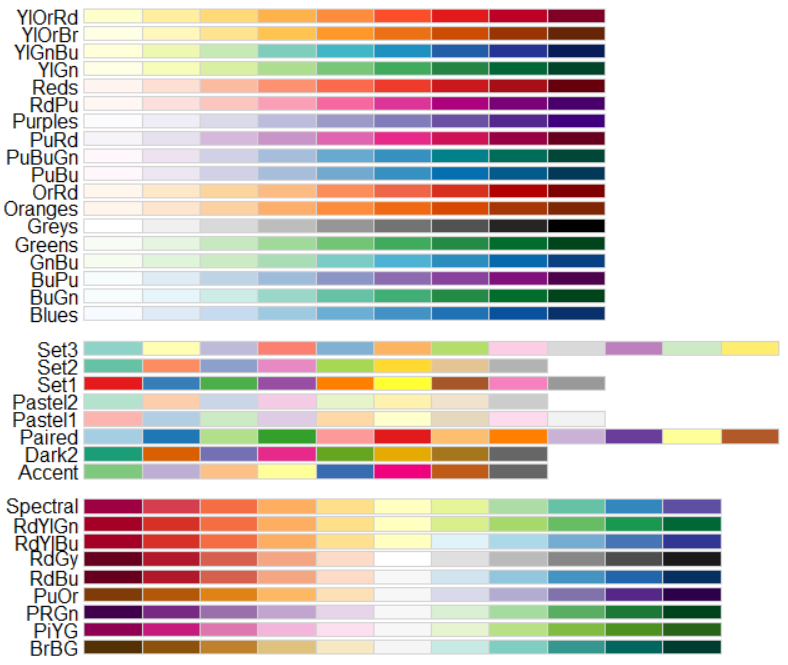 YlOrRd
YlOrBr
YlGnBu
YlGn
Reds
RdPu
Purples
PuRd
PuBuGn
PuBu
OrRd
Oranges
Greys
Greens
GnBu
BuPu
BuGn
Blues
Set3
Set2
Set1
Pastel2
Pastel1
Paired
Dark2
Accent
Spectral
RdYlGn
RdYlBu
RdGy
RdBu
PuOr
PRGn
PiYG
BrBG